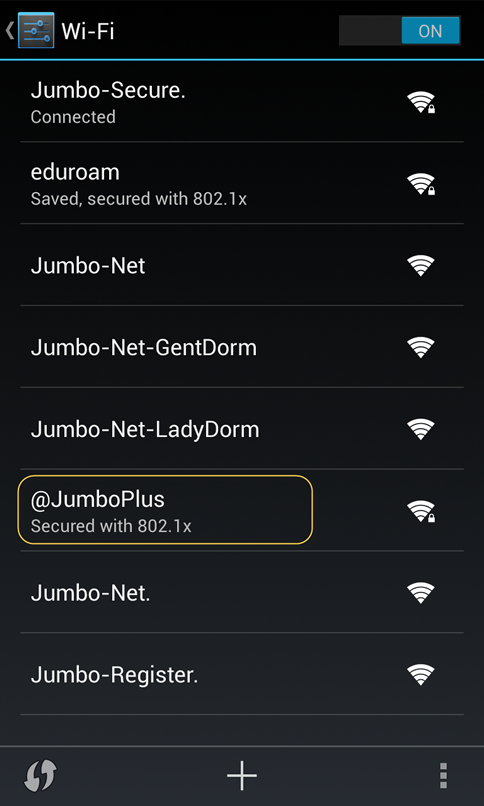 Wi-Fi
ON
Jumbo-Secure.
Connected
eduroam
Saved, secured with 802.1x
Jumbo-Net
Jumbo-Net-GentDorm
Jumbo-Net-LadyDorm
@JumboPlus
Secured with 802.1x
Jumbo-Net.
Jumbo-Register.